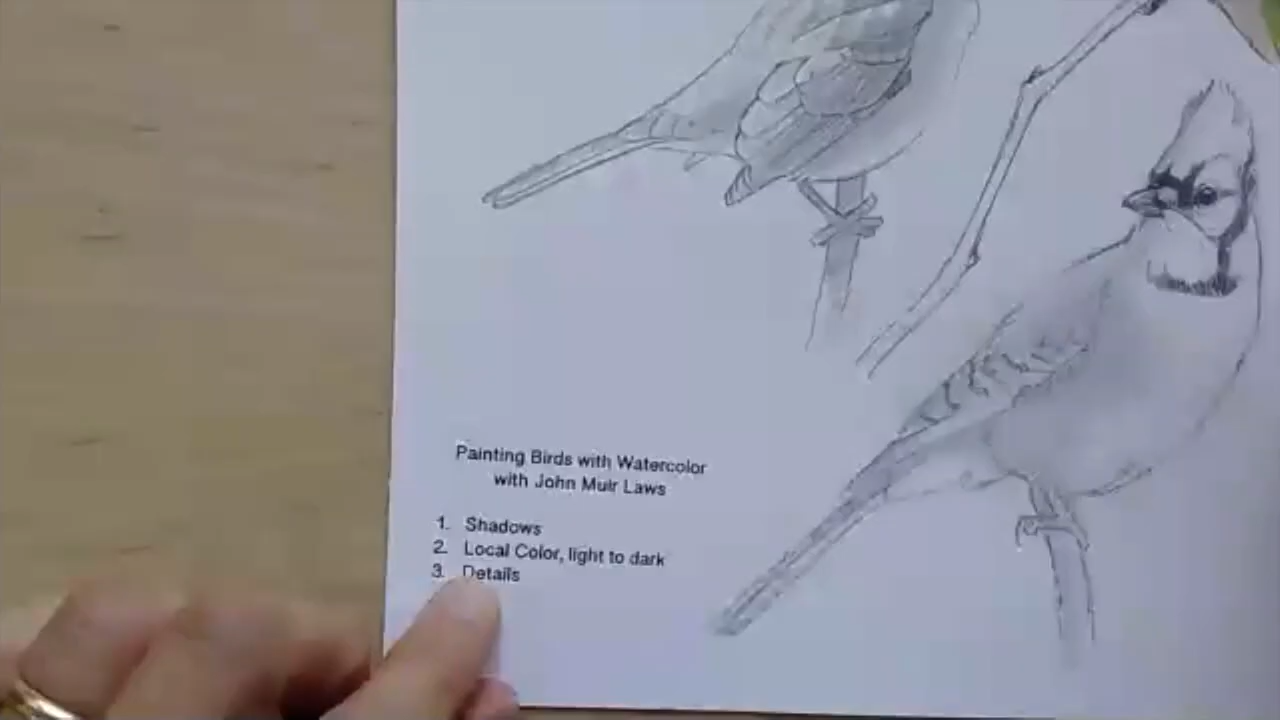 Painting Birds with Watercolor
with John Muir Laws
1. Shadows
2. Local Color, light to dark
3. Details